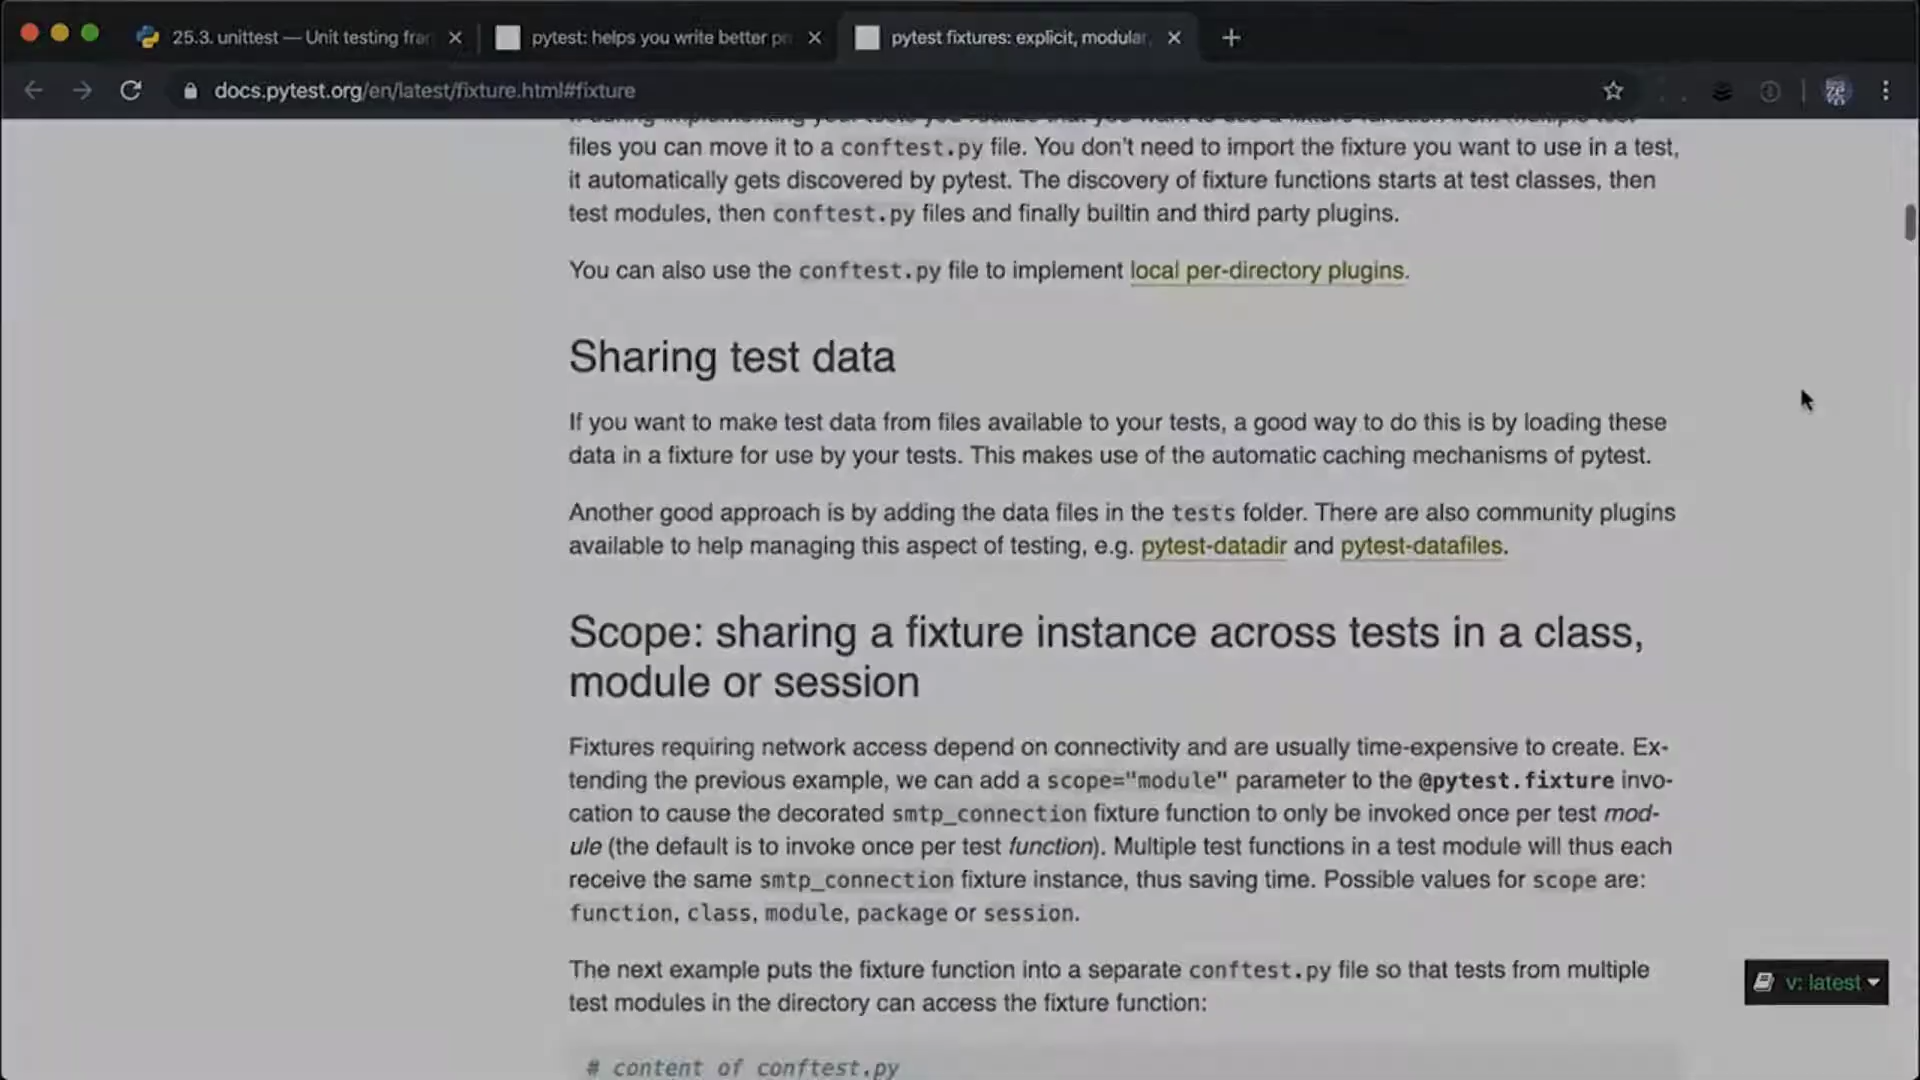 25.3. unittest — Unit testing fra
pytest: helps you write better p
pytest fixtures: explicit, modular,
docs.pytest.org/en/latest/fixture.html#fixture
files you can move it to a conftest.py file. You don't need to import the fixture you want to use in a test,
it automatically gets discovered by pytest. The discovery of fixture functions starts at test classes, then
test modules, then conftest.py files and finally builtin and third party plugins.
You can also use the conftest.py file to implement local per-directory plugins.
Sharing test data
If you want to make test data from files available to your tests, a good way to do this is by loading these
data in a fixture for use by your tests. This makes use of the automatic caching mechanisms of pytest.
Another good approach is by adding the data files in the tests folder. There are also community plugins
available to help managing this aspect of testing, e.g. pytest-datadir and pytest-datafiles.
Scope: sharing a fixture instance across tests in a class,
module or session
Fixtures requiring network access depend on connectivity and are usually time-expensive to create. Ex-
tending the previous example, we can add a scope="module" parameter to the @pytest.fixture invo-
cation to cause the decorated smtp_connection fixture function to only be invoked once per test mod-
ule (the default is to invoke once per test function). Multiple test functions in a test module will thus each
receive the same smtp_connection fixture instance, thus saving time. Possible values for scope are:
function, class, module, package or session.
The next example puts the fixture function into a separate conftest.py file so that tests from multiple
test modules in the directory can access the fixture function:
v: latest
# content of conftest.py